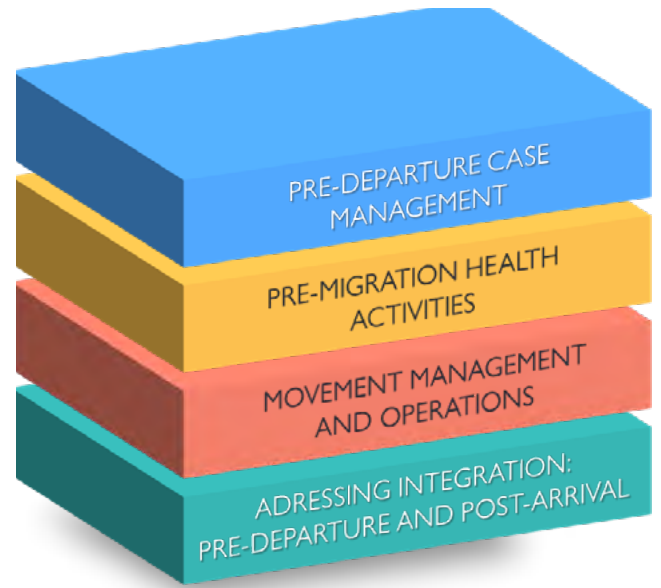 PRE-DEPARTURE CASE
MANAGEMENT
PRE-MIGRATION HEALTH
ACTIVITIES
MOVEMENT MANAGEMENT
AND OPERATIONS
ADRESSING INTEGRATION:
PRE-DEPARTURE AND POST-ARRIVAL